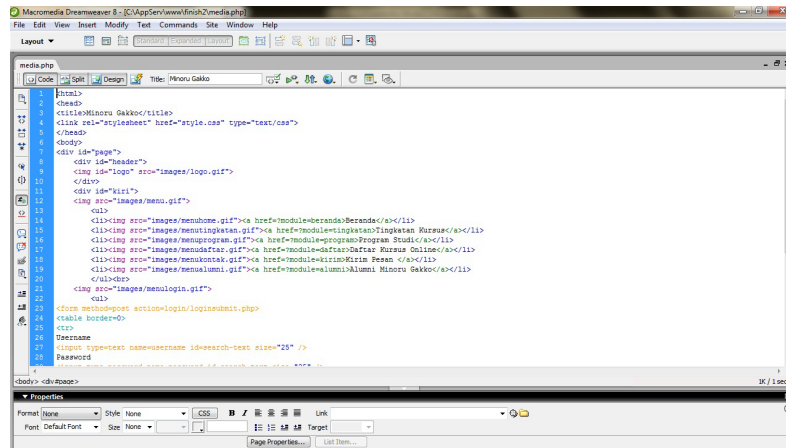 Macromedia Dreamweaver 8 - [C:\AppServ\www\finish2\media.php]
File Edit View Insert Modify Text Commands Site Window Help
Layout Standard Expanded Layout
media.php
Code Split Design Title: Minoru Gakko
1 <html>
2 <head>
3 <title>Minoru Gakko</title>
4 <link rel="stylesheet" href="style.css" type="text/css">
5 </head>
6 <body>
7 <div id="page">
8 <div id="header">
9 <img id="logo" src="images/logo.gif">
10 </div>
11 <div id="kiri">
12 <img src="images/menu.gif">
13 <ul>
14 <li><img src="images/menuhome.gif"><a href=?module=beranda>Beranda</a></li>
15 <li><img src="images/menutingkatan.gif"><a href=?module=tingkatan>Tingkatan Kursus</a></li>
16 <li><img src="images/menuprogram.gif"><a href=?module=program>Program Studi</a></li>
17 <li><img src="images/menudaftar.gif"><a href=?module=daftar>Daftar Kursus Online</a></li>
18 <li><img src="images/menukontak.gif"><a href=?module=kirim>Kirim Pesan </a></li>
19 <li><img src="images/menualumni.gif"><a href=?module=alumni>Alumni Minoru Gakko</a></li>
20 </ul><br>
21 <img src="images/menulogin.gif">
22 <ul>
23 <form method=post action=login/loginsubmit.php>
24 <table border=0>
25 <tr>
26 Username
27 <input type=text name=username id=search-text size="25" />
28 Password
<body> <div#page> 1K / 1 sec
Properties
Format None Style None CSS B I Link
Font Default Font Size None Target
Page Properties... List Item...